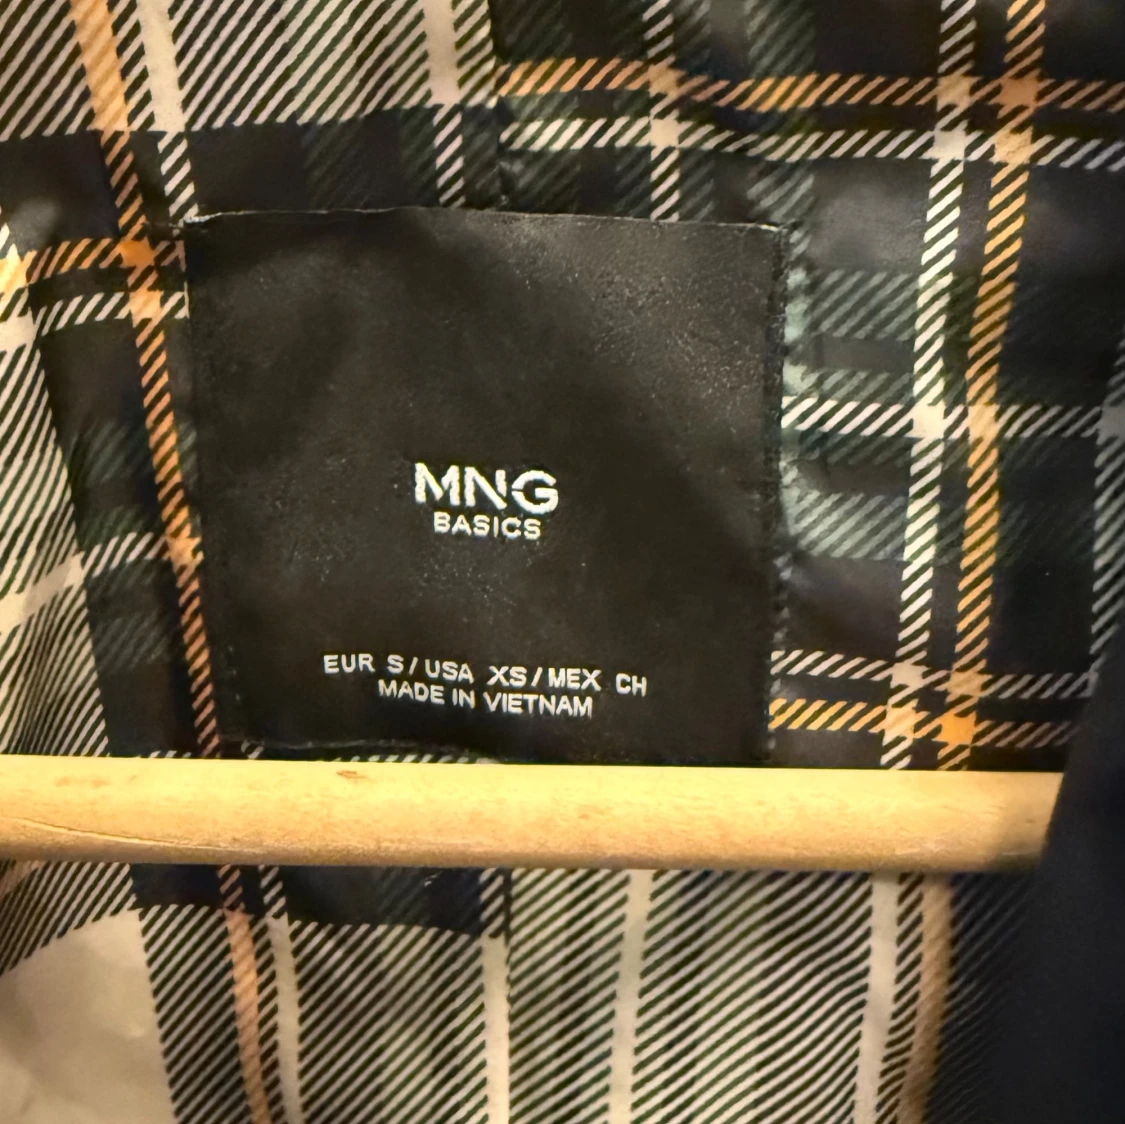 MNG
BASICS
EUR S/USA XS/MEX CH
MADE IN VIETNAM